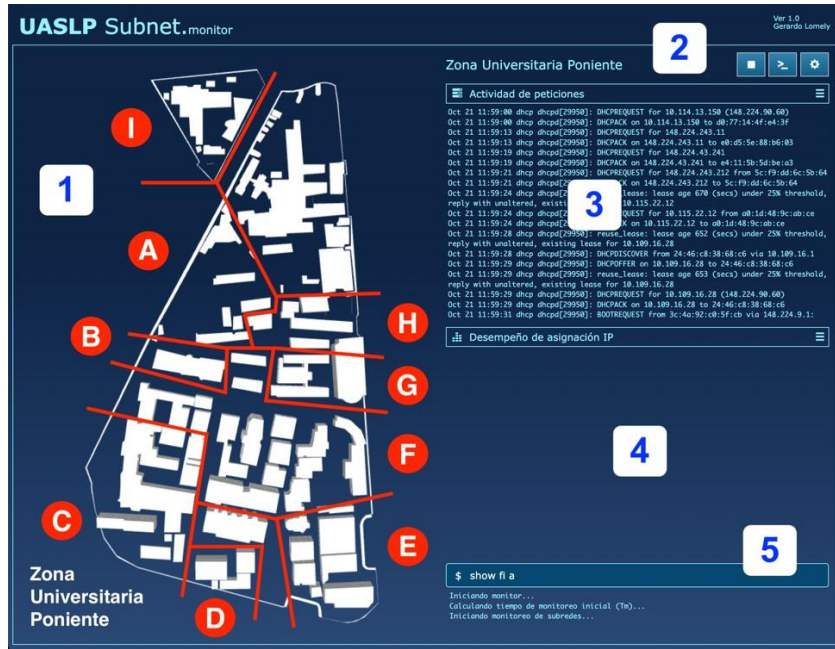 UASLP Subnet.monitor
Ver 1.0
Gerardo Lomely
1
2
3
4
5
I
A
B
H
G
F
C
E
D
Zona
Universitaria
Poniente
Zona Universitaria Poniente
>_
Actividad de peticiones
Oct 21 11:59:00 dhcp dhcpd[29950]: DHCPREQUEST for 10.114.13.150 (148.224.90.60)
Oct 21 11:59:00 dhcp dhcpd[29950]: DHCPACK on 10.114.13.150 to d0:77:14:4f:e4:3f
Oct 21 11:59:13 dhcp dhcpd[29950]: DHCPREQUEST for 148.224.243.11
Oct 21 11:59:13 dhcp dhcpd[29950]: DHCPACK on 148.224.243.11 to e0:d5:5e:88:b6:03
Oct 21 11:59:19 dhcp dhcpd[29950]: DHCPREQUEST for 148.224.43.241
Oct 21 11:59:19 dhcp dhcpd[29950]: DHCPACK on 148.224.43.241 to e4:11:5b:5d:be:a3
Oct 21 11:59:21 dhcp dhcpd[29950]: DHCPREQUEST for 148.224.243.212 from 5c:f9:dd:6c:5b:64
Oct 21 11:59:21 dhcp dhcpd[29950]: DHCPACK on 148.224.243.212 to 5c:f9:dd:6c:5b:64
Oct 21 11:59:24 dhcp dhcpd[29950]: lease: lease age 670 (secs) under 25% threshold,
reply with unaltered, existing 10.115.22.12
Oct 21 11:59:24 dhcp dhcpd[29950]: REQUEST for 10.115.22.12 from a0:1d:48:9c:ab:ce
Oct 21 11:59:24 dhcp dhcpd[29950]: on 10.115.22.12 to a0:1d:48:9c:ab:ce
Oct 21 11:59:28 dhcp dhcpd[29950]: reuse_lease: lease age 652 (secs) under 25% threshold,
reply with unaltered, existing lease for 10.109.16.28
Oct 21 11:59:28 dhcp dhcpd[29950]: DHCPDISCOVER from 24:46:c8:38:68:c6 via 10.109.16.1
Oct 21 11:59:29 dhcp dhcpd[29950]: DHCPOFFER on 10.109.16.28 to 24:46:c8:38:68:c6
Oct 21 11:59:29 dhcp dhcpd[29950]: reuse_lease: lease age 653 (secs) under 25% threshold,
reply with unaltered, existing lease for 10.109.16.28
Oct 21 11:59:29 dhcp dhcpd[29950]: DHCPREQUEST for 10.109.16.28 (148.224.90.60)
Oct 21 11:59:29 dhcp dhcpd[29950]: DHCPACK on 10.109.16.28 to 24:46:c8:38:68:c6
Oct 21 11:59:31 dhcp dhcpd[29950]: BOOTREQUEST from 3c:4a:92:c0:5f:cb via 148.224.9.1:
Desempeño de asignación IP
$ show fi a
Iniciando monitor...
Calculando tiempo de monitoreo inicial (Tm)...
Iniciando monitoreo de subredes...